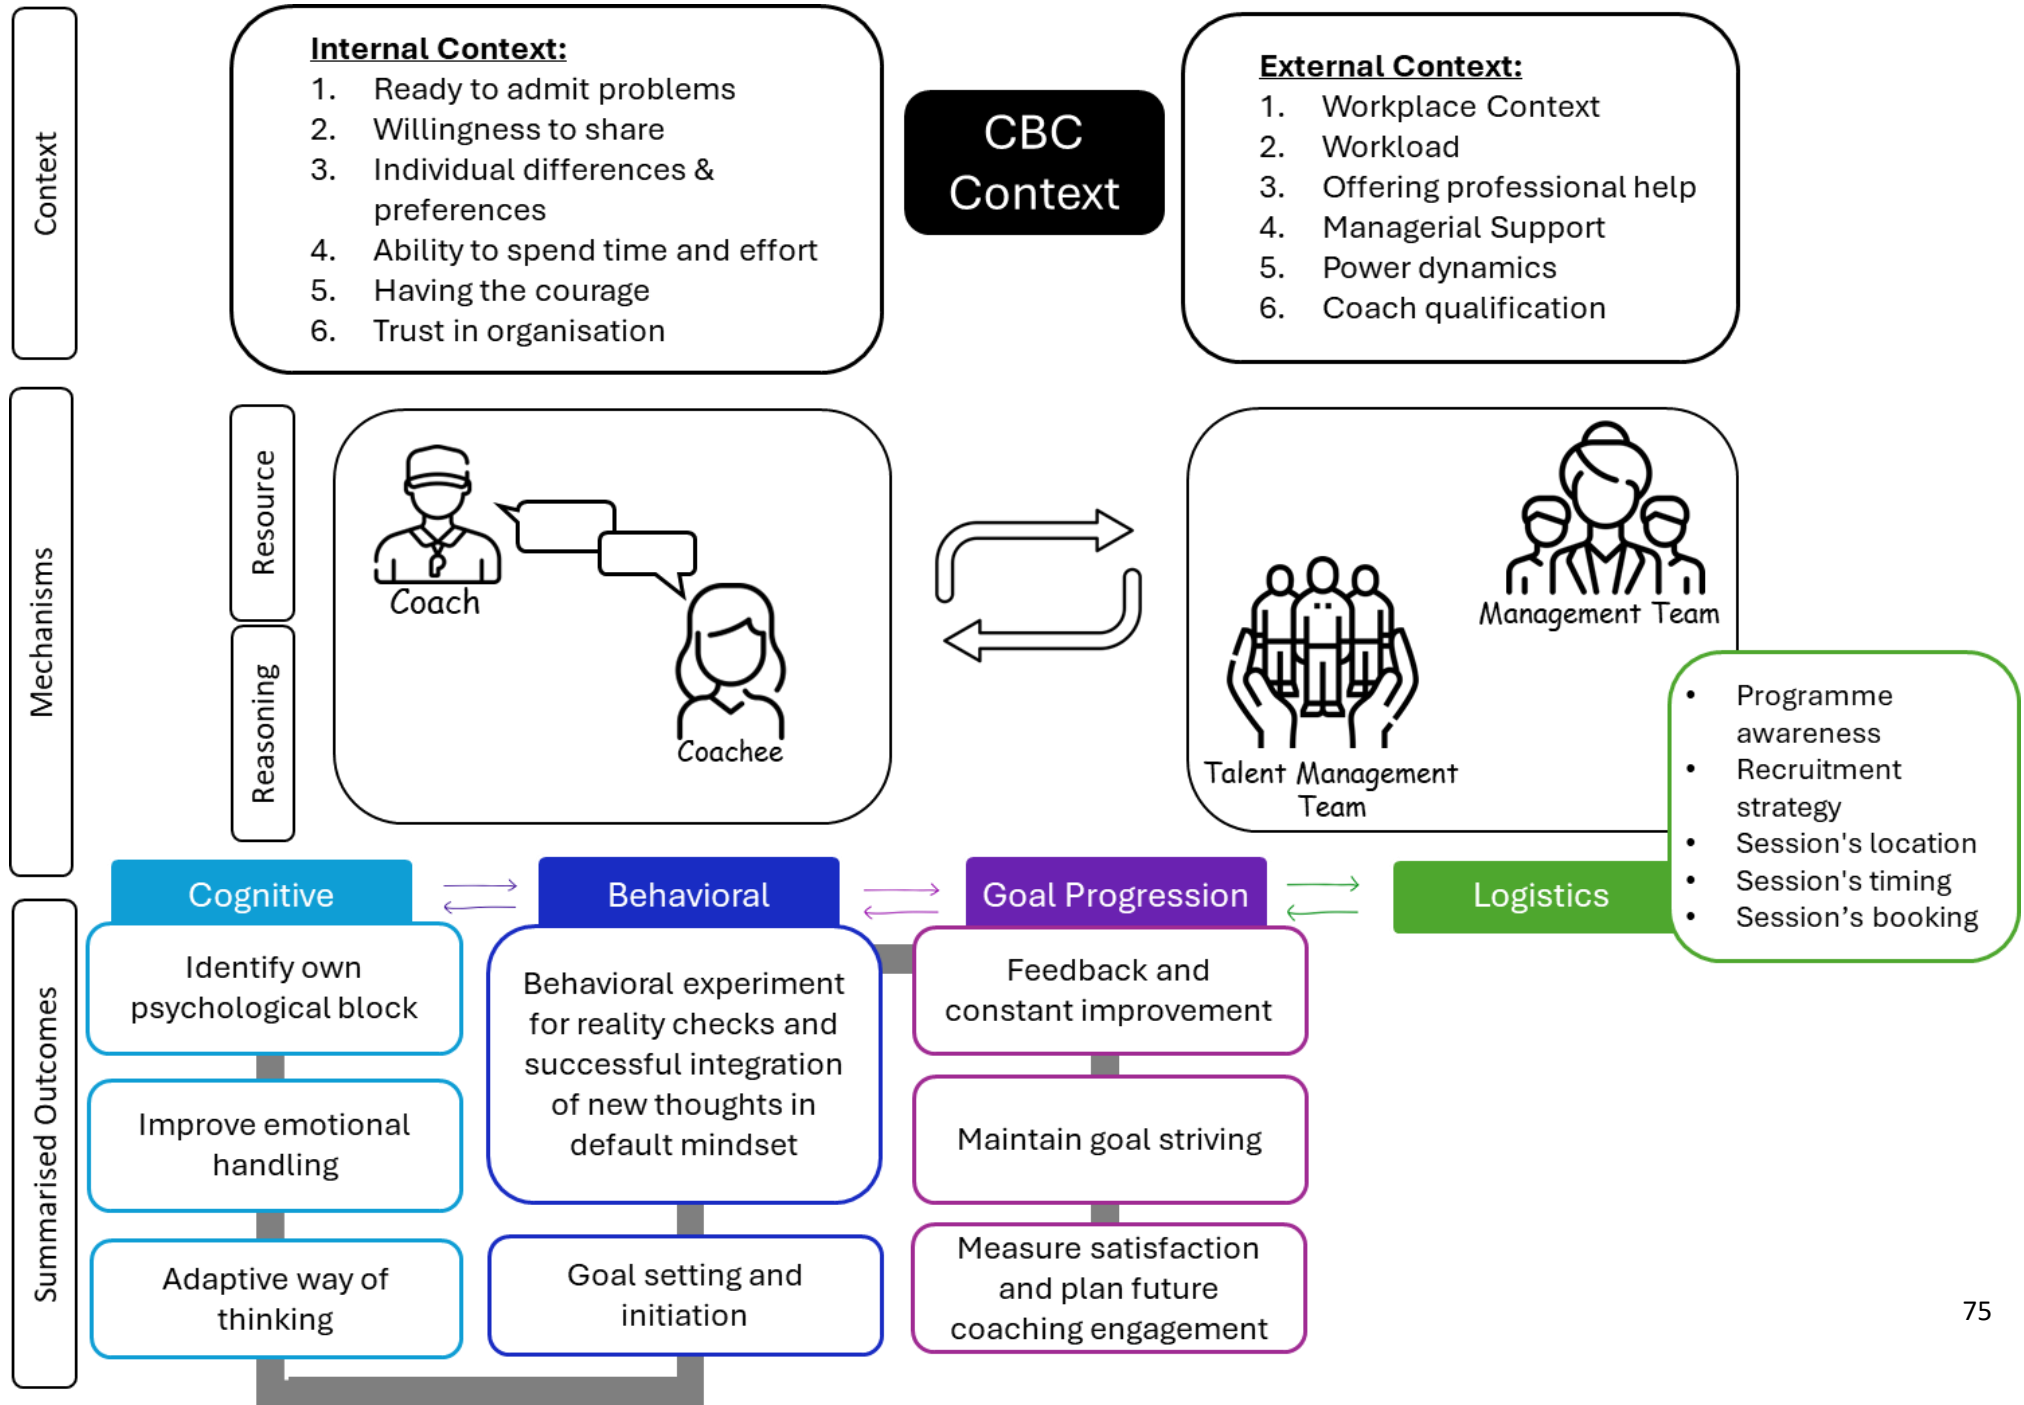 Context
Internal Context:
1. Ready to admit problems
2. Willingness to share
3. Individual differences &
preferences
4. Ability to spend time and effort
5. Having the courage
6. Trust in organisation
CBC
Context
External Context:
1. Workplace Context
2. Workload
3. Offering professional help
4. Managerial Support
5. Power dynamics
6. Coach qualification
Mechanisms
Resource
Reasoning
Coach
Coachee
Management Team
Talent Management
Team
• Programme
awareness
• Recruitment
strategy
• Session's location
• Session's timing
• Session’s booking
Cognitive
Behavioral
Goal Progression
Logistics
Summarised Outcomes
Identify own
psychological block
Improve emotional
handling
Adaptive way of
thinking
Behavioral experiment
for reality checks and
successful integration
of new thoughts in
default mindset
Goal setting and
initiation
Feedback and
constant improvement
Maintain goal striving
Measure satisfaction
and plan future
coaching engagement
75